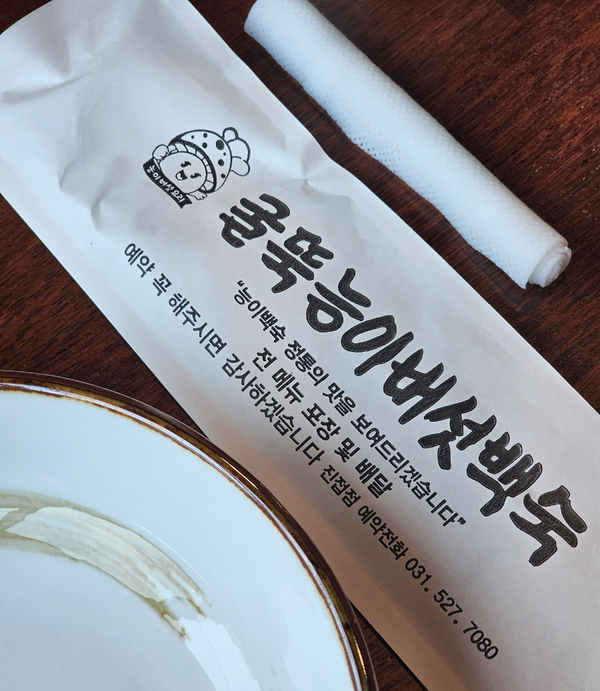 능이버섯요리
굴뚝능이버섯백숙
“능이백숙 정통의 맛을 보여드리겠습니다”
전 메뉴 포장 및 배달
예약 꼭 해주시면 감사하겠습니다 진접점 예약전화 031. 527. 7080